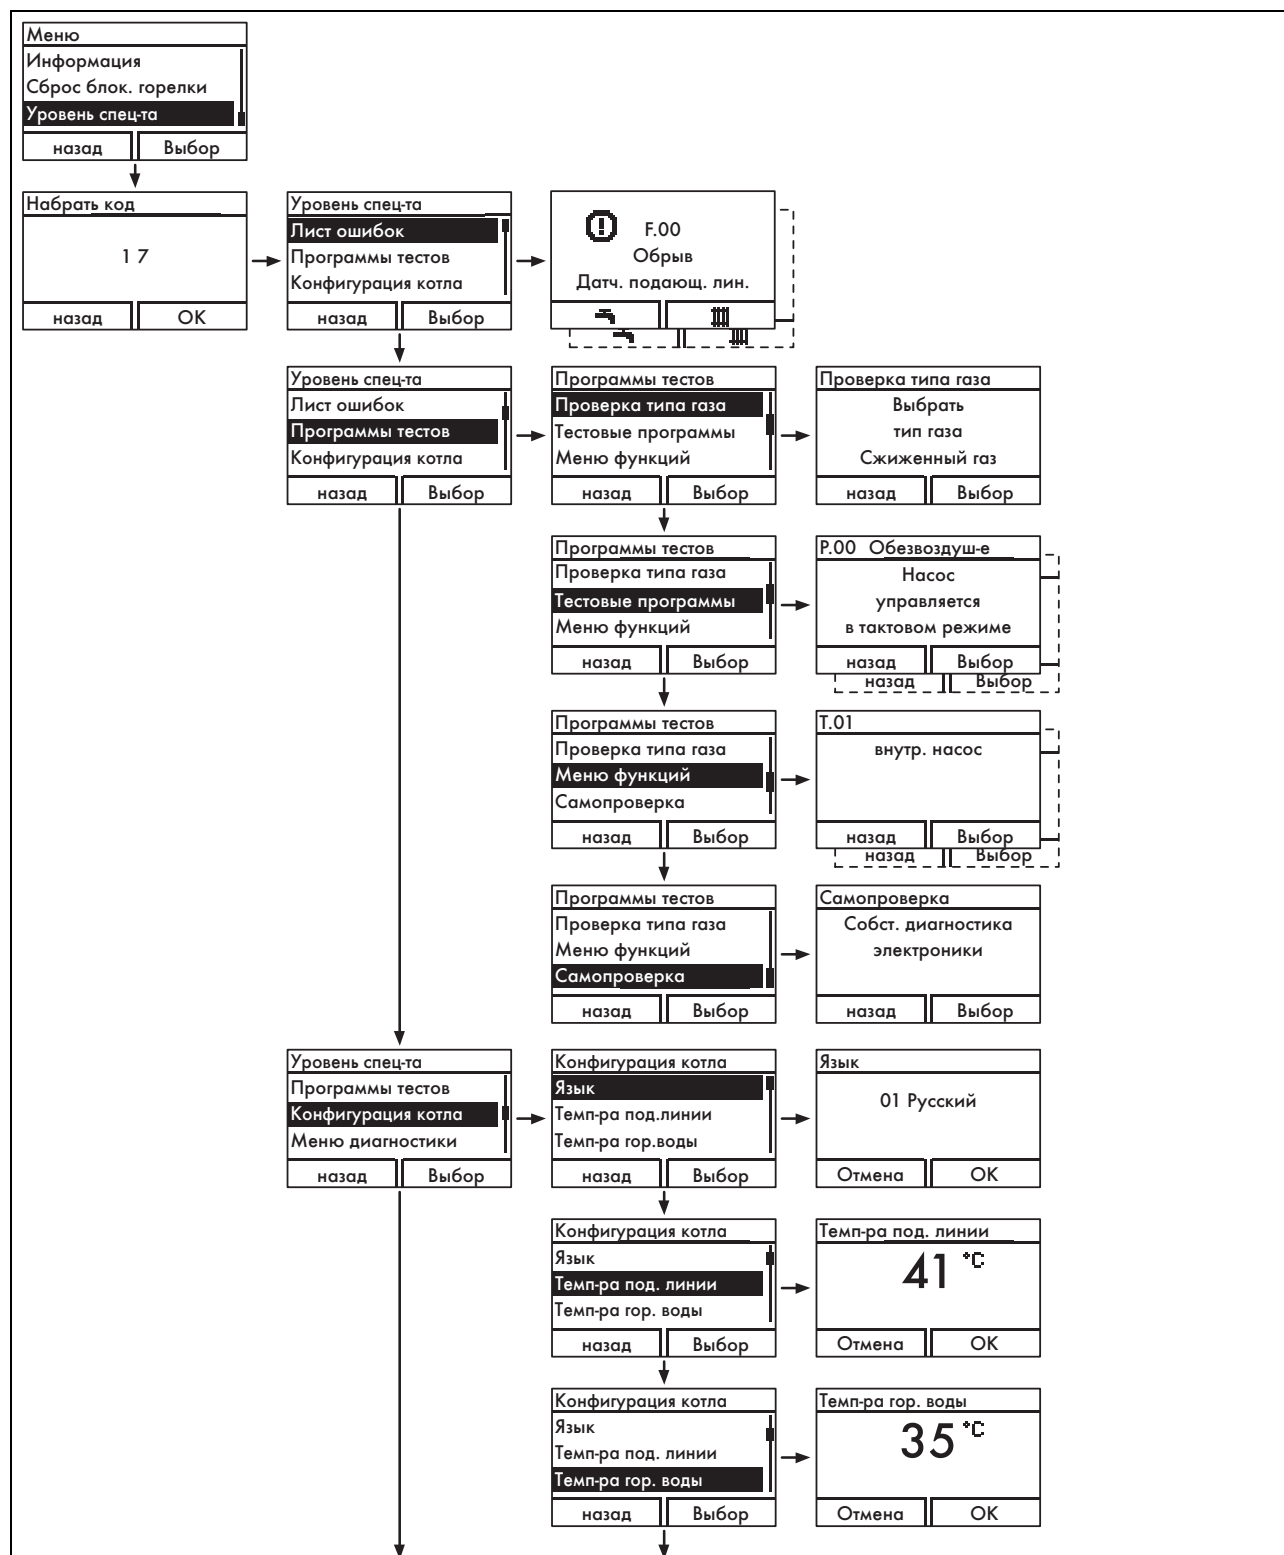 Меню
Информация
Сброс блок. горелки
Уровень спец-та
назад Выбор
Набрать код
1 7
назад OK
Уровень спец-та
Лист ошибок
Программы тестов
Конфигурация котла
назад Выбор
F.00
Обрыв
Датч. подающ. лин.
Уровень спец-та
Лист ошибок
Программы тестов
Конфигурация котла
назад Выбор
Программы тестов
Проверка типа газа
Тестовые программы
Меню функций
назад Выбор
Проверка типа газа
Выбрать
тип газа
Сжиженный газ
назад Выбор
Программы тестов
Проверка типа газа
Тестовые программы
Меню функций
назад Выбор
P.00 Обезвоздуш-е
Насос
управляется
в тактовом режиме
назад Выбор
назад Выбор
Программы тестов
Проверка типа газа
Меню функций
Самопроверка
назад Выбор
T.01
внутр. насос
назад Выбор
назад Выбор
Программы тестов
Проверка типа газа
Меню функций
Самопроверка
назад Выбор
Самопроверка
Собст. диагностика
электроники
назад Выбор
Уровень спец-та
Программы тестов
Конфигурация котла
Меню диагностики
назад Выбор
Конфигурация котла
Язык
Темп-ра под.линии
Темп-ра гор.воды
назад Выбор
Язык
01 Русский
Отмена OK
Конфигурация котла
Язык
Темп-ра под. линии
Темп-ра гор. воды
назад Выбор
Темп-ра под. линии
41 °C
Отмена OK
Конфигурация котла
Язык
Темп-ра под. линии
Темп-ра гор. воды
назад Выбор
Темп-ра гор. воды
35 °C
Отмена OK